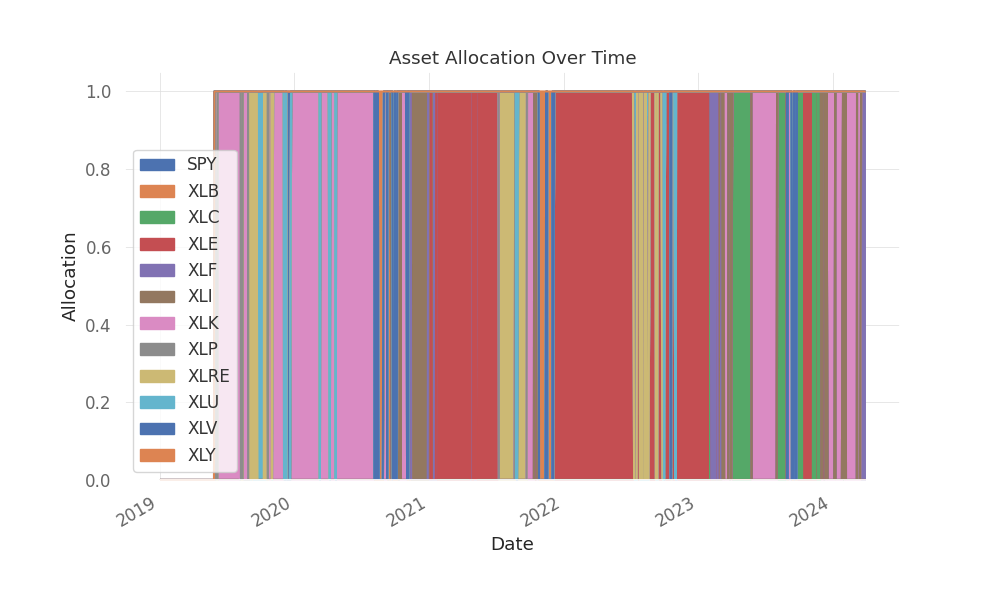 Asset Allocation Over Time
Allocation
1.0
0.8
0.6
0.4
0.2
0.0
SPY
XLB
XLC
XLE
XLF
XLI
XLK
XLP
XLRE
XLU
XLV
XLY
2019
2020
2021
2022
2023
2024
Date